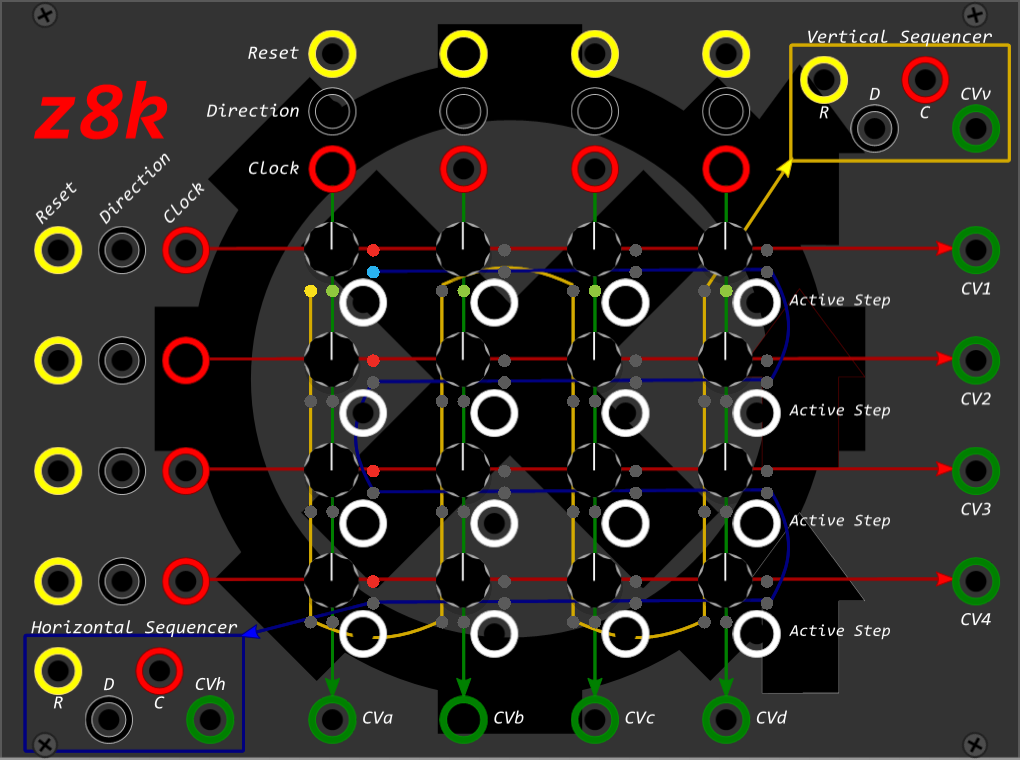 Reset
Direction
Clock
Vertical Sequencer
R
D
C
CVv
z8k
Reset
Direction
Clock
CV1
Active Step
CV2
Active Step
CV3
Active Step
CV4
Active Step
Horizontal Sequencer
R
D
C
CVh
CVa
CVb
CVc
CVd